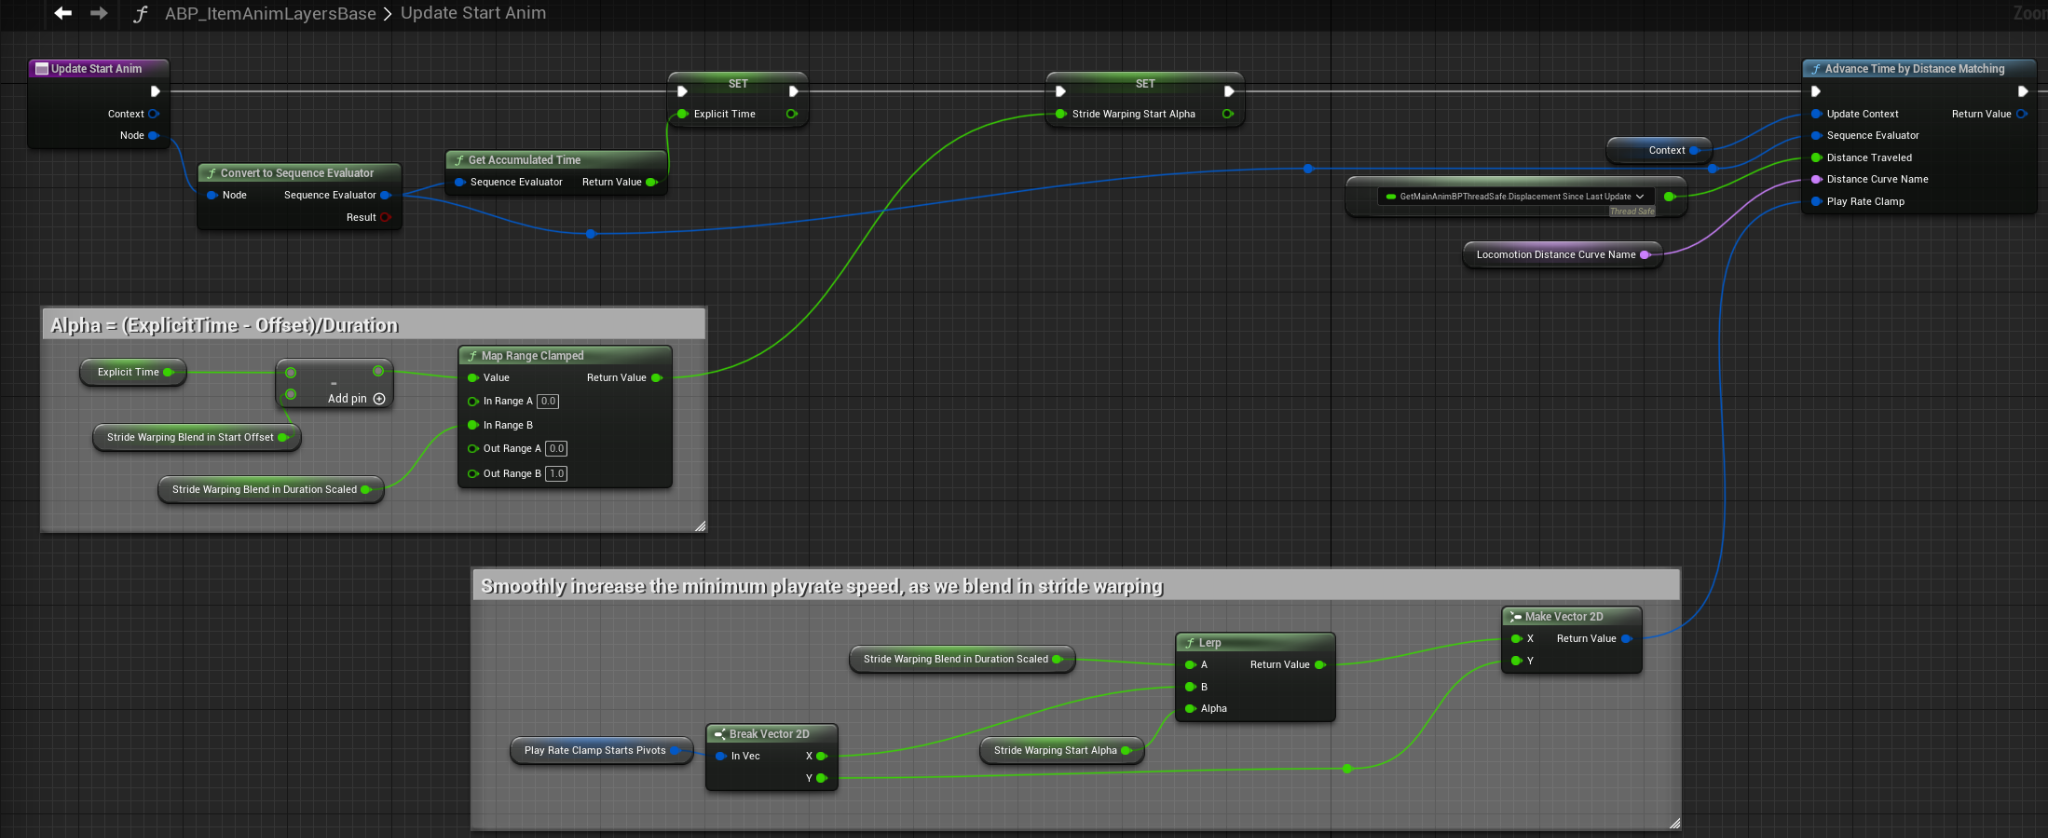 ABP_ItemAnimLayersBase > Update Start Anim
Update Start Anim
Context
Node
Convert to Sequence Evaluator
Node
Sequence Evaluator
Result
Get Accumulated Time
Sequence Evaluator
Return Value
SET
Explicit Time
SET
Stride Warping Start Alpha
Context
GetMainAnimBPThreadSafe.Displacement Since Last Update
Thread Safe
Locomotion Distance Curve Name
Advance Time by Distance Matching
Update Context
Return Value
Sequence Evaluator
Distance Traveled
Distance Curve Name
Play Rate Clamp
Alpha = (ExplicitTime - Offset)/Duration
Explicit Time
-
Add pin
Stride Warping Blend in Start Offset
Stride Warping Blend in Duration Scaled
Map Range Clamped
Value
Return Value
In Range A 0.0
In Range B
Out Range A 0.0
Out Range B 1.0
Smoothly increase the minimum playrate speed, as we blend in stride warping
Stride Warping Blend in Duration Scaled
Play Rate Clamp Starts Pivots
Break Vector 2D
In Vec
X
Y
Stride Warping Start Alpha
Lerp
A
Return Value
B
Alpha
Make Vector 2D
X
Return Value
Y